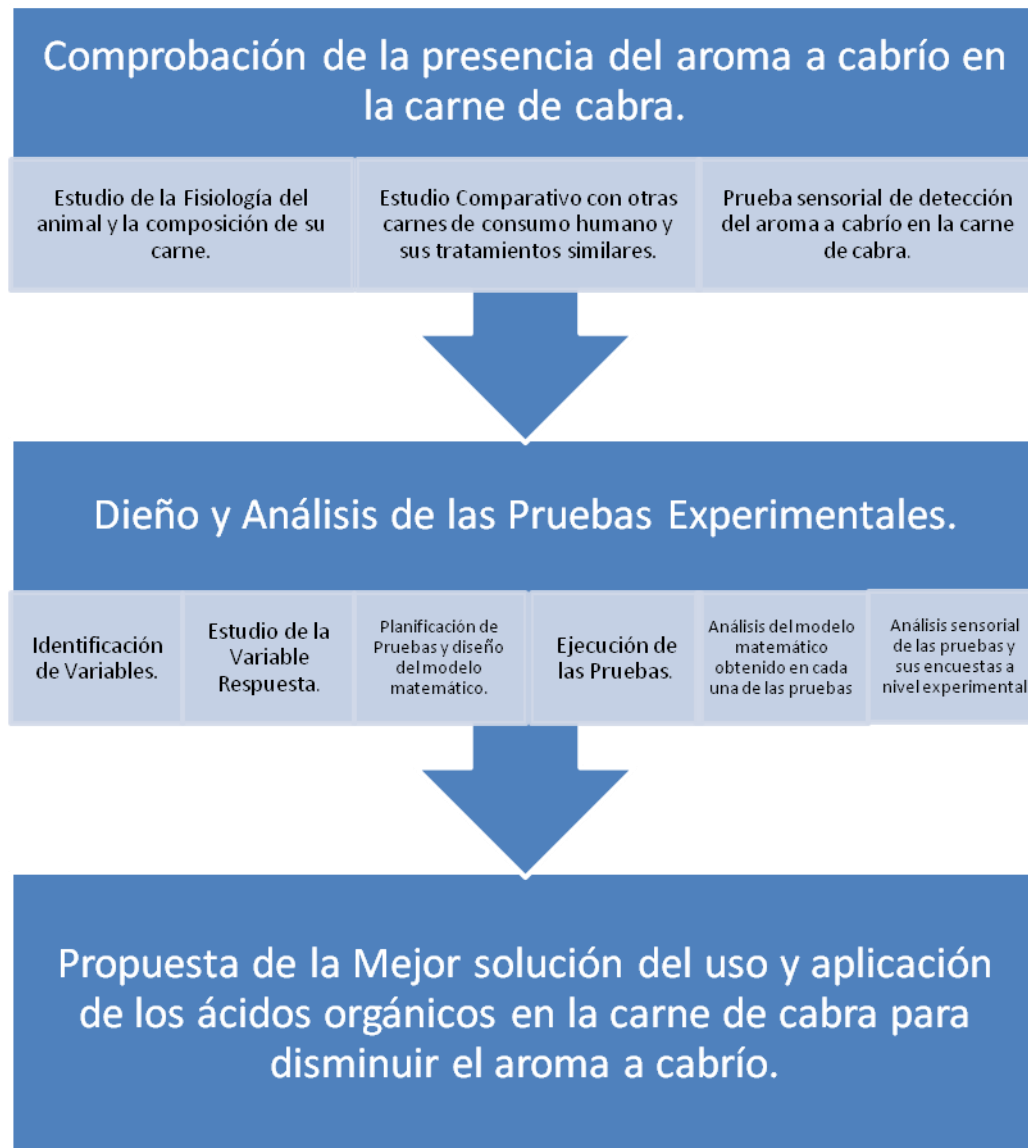 Comprobación de la presencia del aroma a cabrío en
la carne de cabra.
Estudio de la Fisiología del
animal y la composición de su
carne.
Estudio Comparativo con otras
carnes de consumo humano y
sus tratamientos similares.
Prueba sensorial de detección
del aroma a cabrío en la carne
de cabra.
Dieño y Análisis de las Pruebas Experimentales.
Identificación
de Variables.
Estudio de la
Variable
Respuesta.
Planificación de
Pruebas y diseño
del modelo
matemático.
Ejecución de
las Pruebas.
Análisis del modelo
matemático
obtenido en cada
una de las pruebas
Análisis sensorial
de las pruebas y
sus encuestas a
nivel experimental
Propuesta de la Mejor solución del uso y aplicación
de los ácidos orgánicos en la carne de cabra para
disminuir el aroma a cabrío.